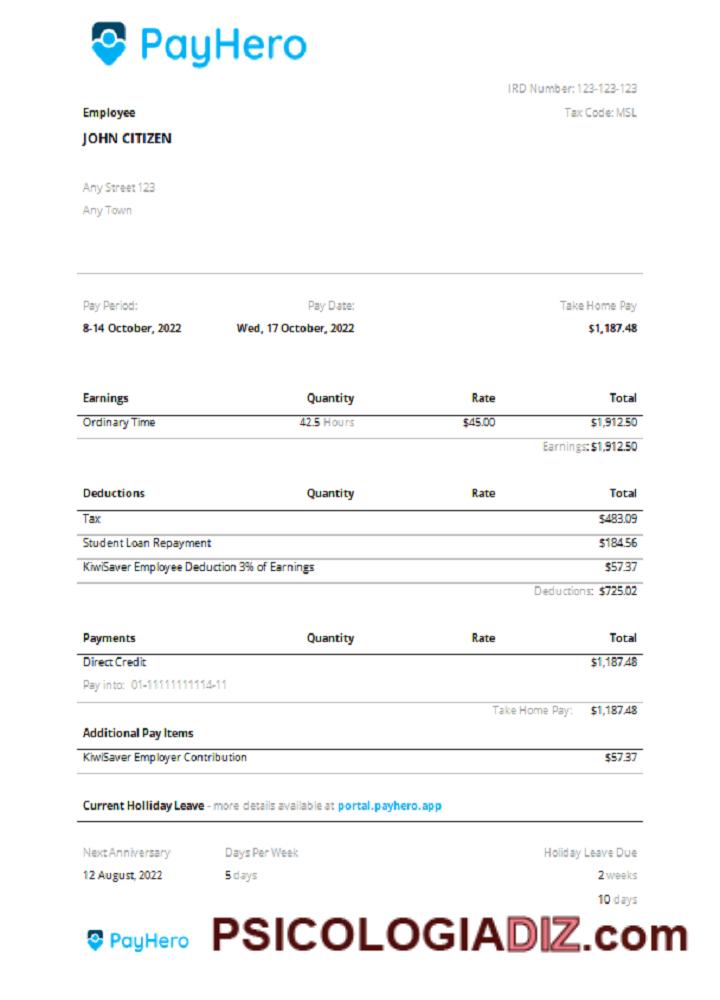 PayHero
IRD Number: 123-123-123
Employee Tax Code: MSL
JOHN CITIZEN
Any Street 123
Any Town
Pay Period: Pay Date: Take Home Pay
8-14 October, 2022 Wed, 17 October, 2022 $1,187.48
Earnings Quantity Rate Total
Ordinary Time 42.5 Hours $45.00 $1,912.50
Earnings: $1,912.50
Deductions Quantity Rate Total
Tax $483.09
Student Loan Repayment $184.56
KiwiSaver Employee Deduction 3% of Earnings $57.37
Deductions: $725.02
Payments Quantity Rate Total
Direct Credit $1,187.48
Pay into: 01-11111111114-11
Take Home Pay: $1,187.48
Additional Pay Items
KiwiSaver Employer Contribution $57.37
Current Holliday Leave - more details available at portal.payhero.app
Next Anniversary Days Per Week Holiday Leave Due
12 August, 2022 5 days 2 weeks
10 days
PayHero PSICOLOGIADIZ.com